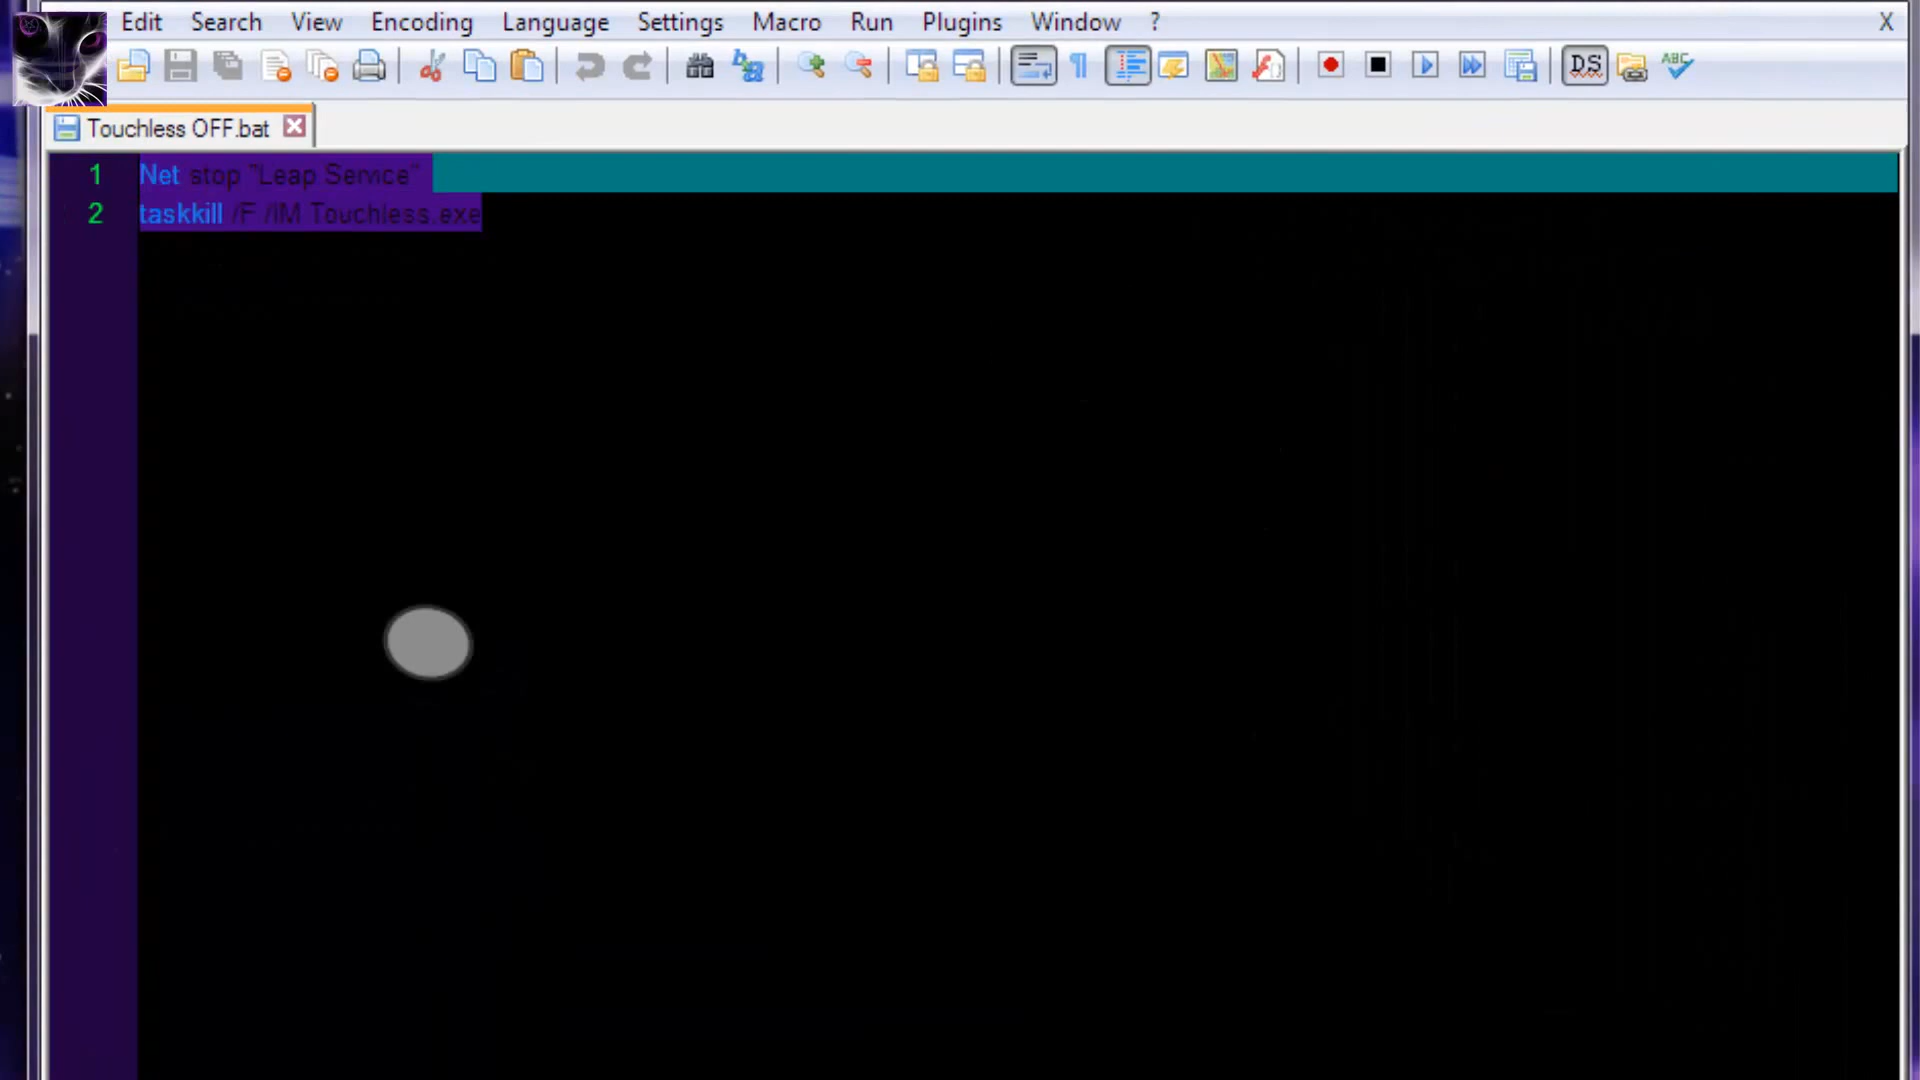 Edit Search View Encoding Language Settings Macro Run Plugins Window ? X
DS ABC
Touchless OFF.bat
1 Net stop "Leap Service"
2 taskkill /F /IM Touchless.exe